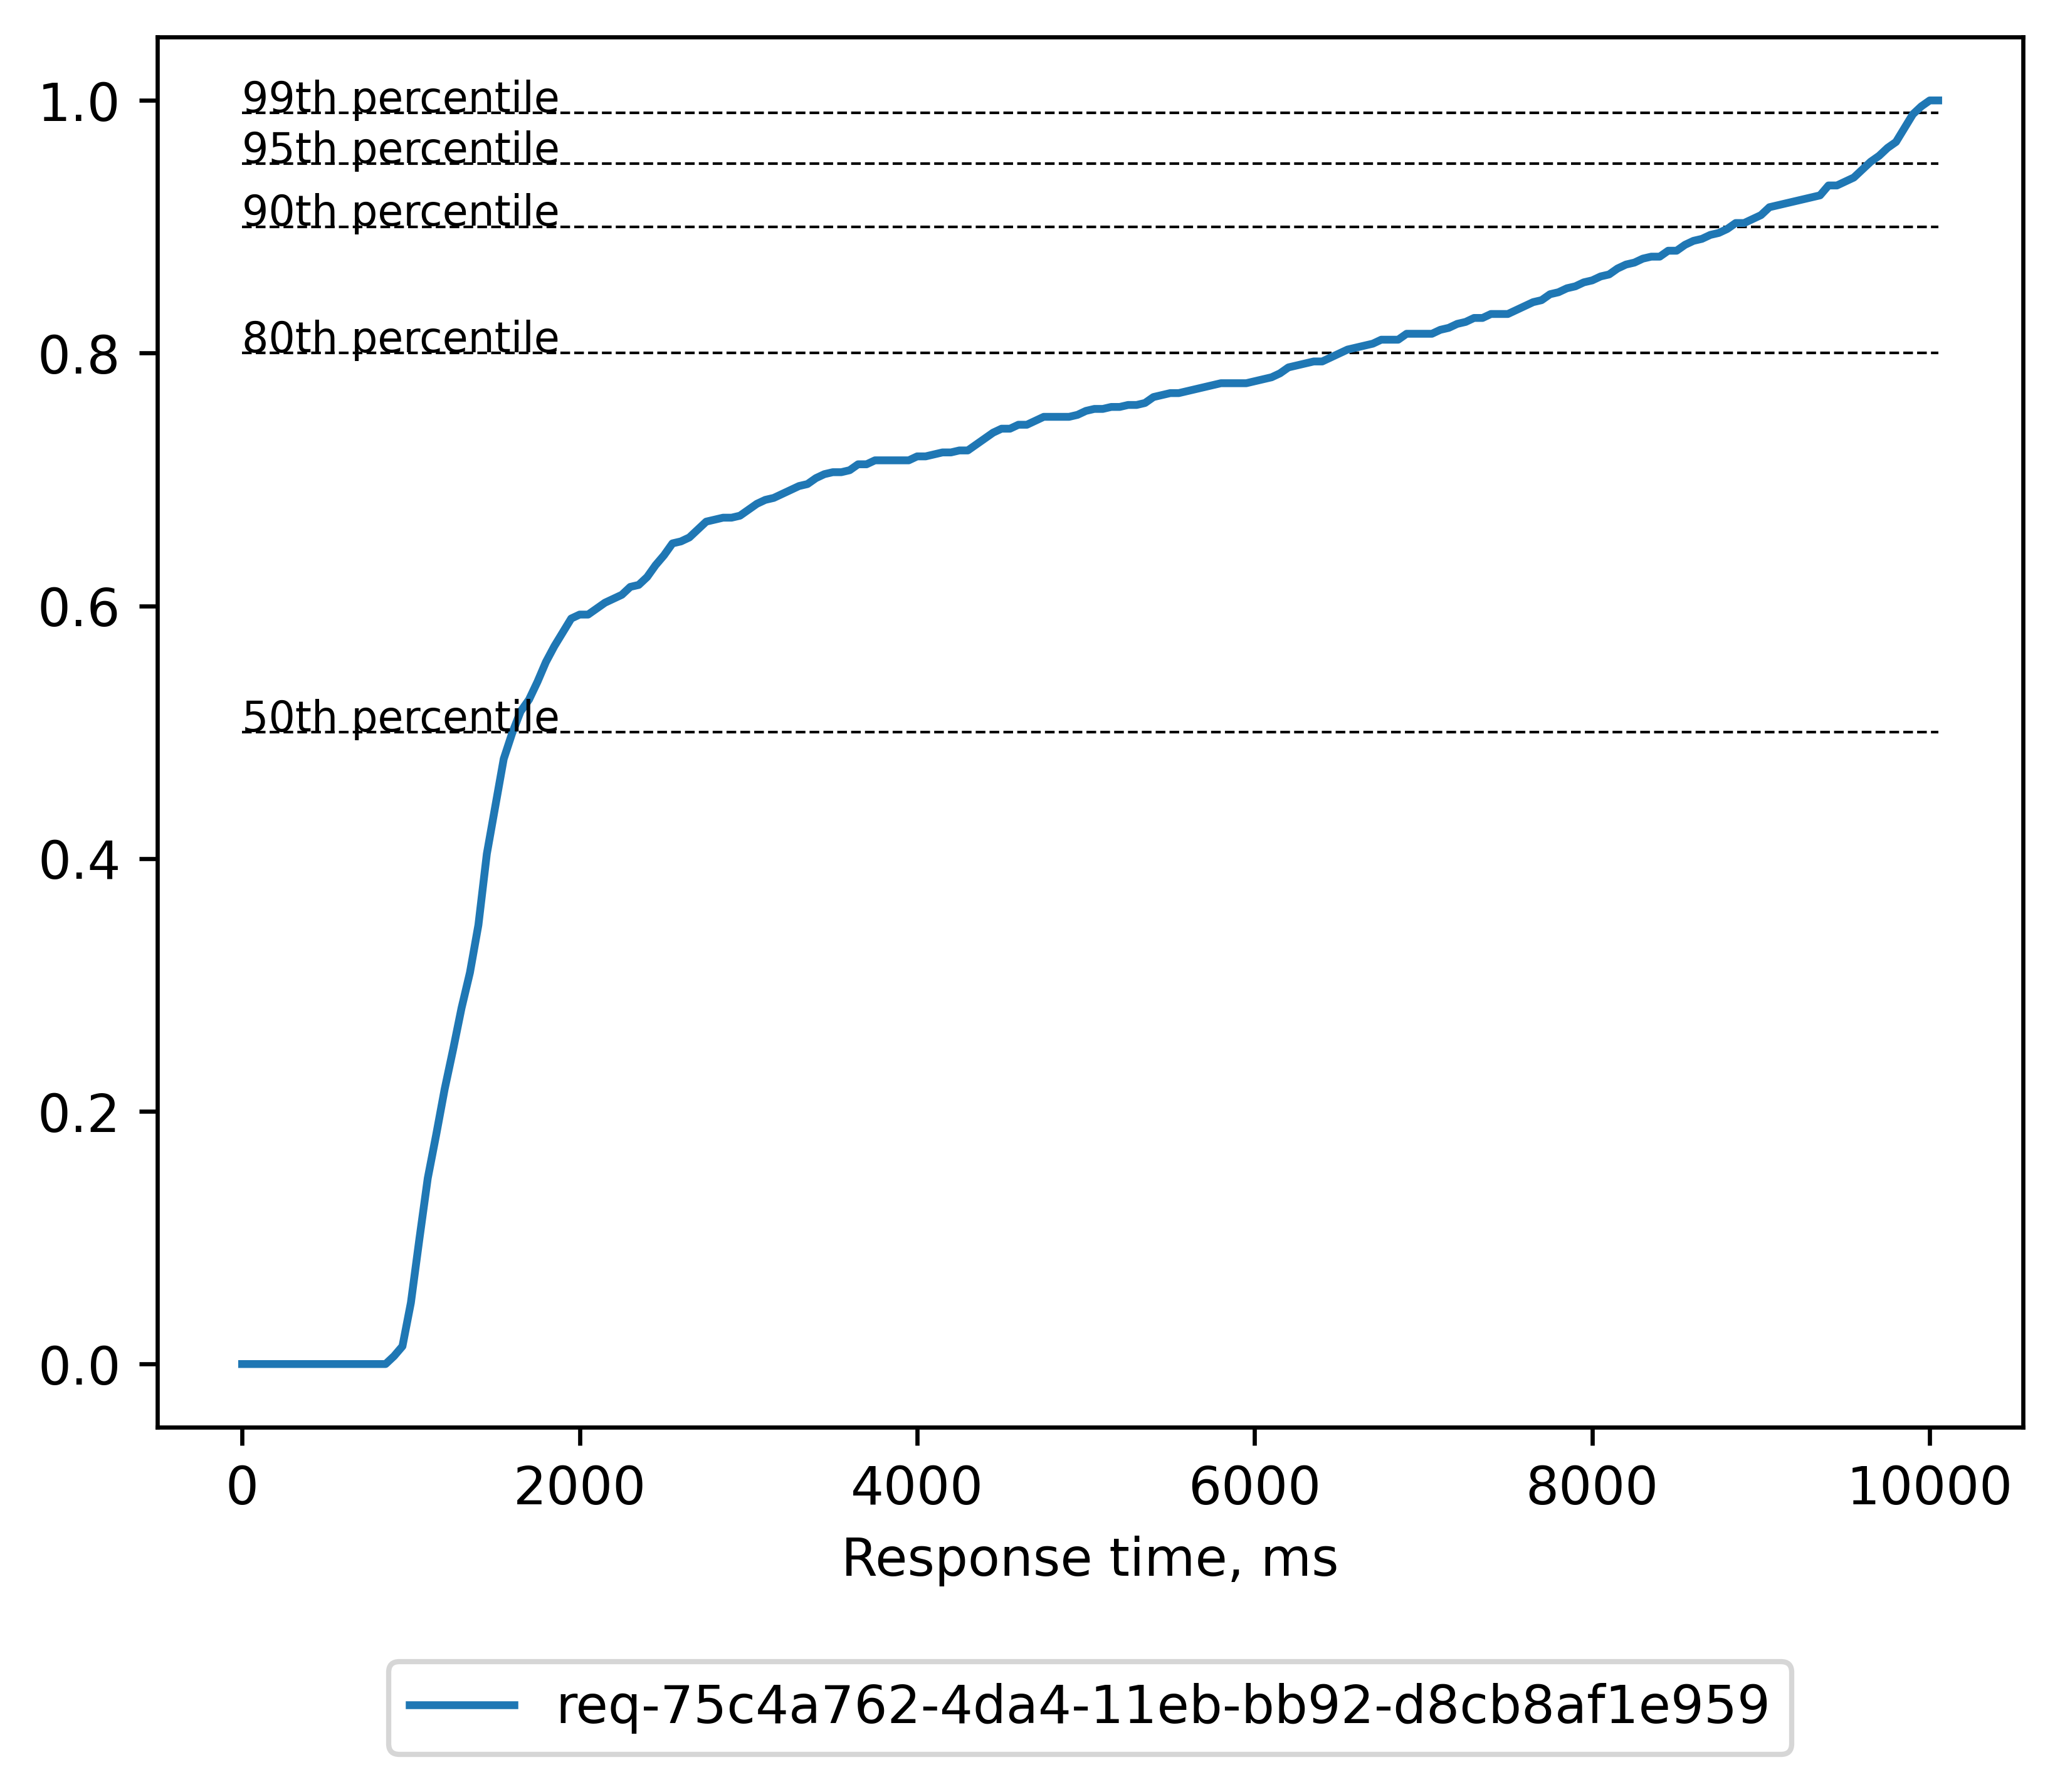 1.0
0.8
0.6
0.4
0.2
0.0
99th percentile
95th percentile
90th percentile
80th percentile
50th percentile
0 2000 4000 6000 8000 10000
Response time, ms
req-75c4a762-4da4-11eb-bb92-d8cb8af1e959